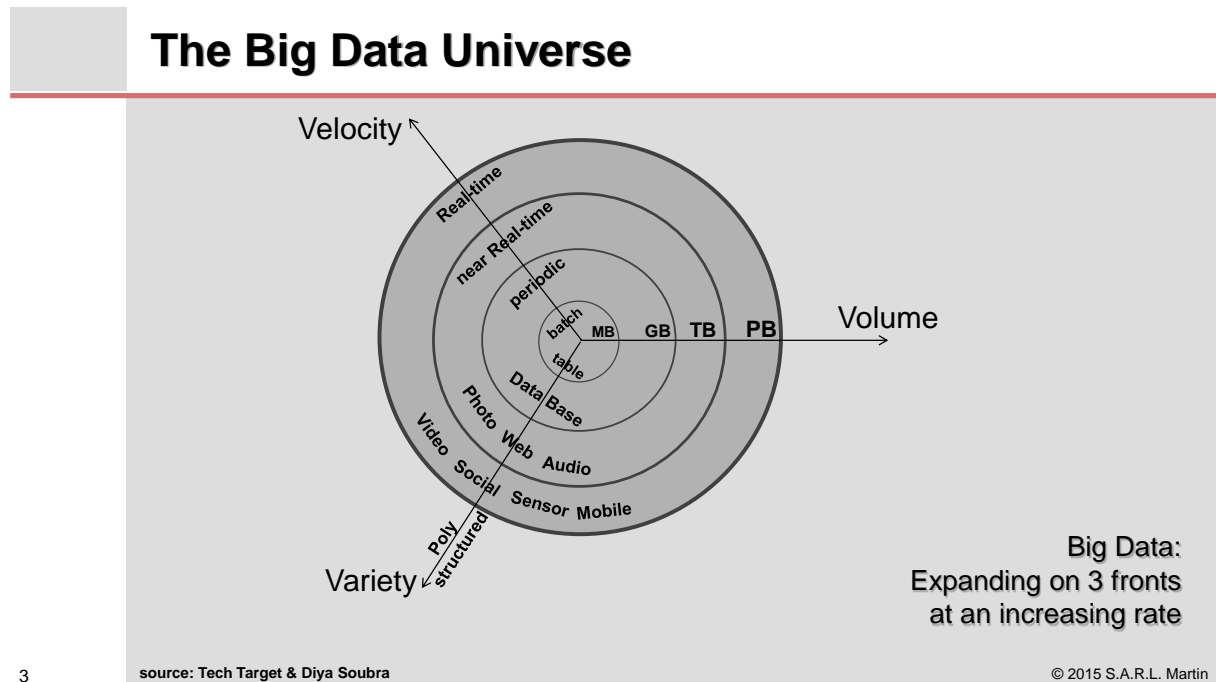 The Big Data Universe
Velocity
Real-time
near Real-time
periodic
batch
MB
GB
TB
PB
Volume
table
Data Base
Photo Web Audio
Video Social Sensor Mobile
Poly
structured
Variety
Big Data:
Expanding on 3 fronts
at an increasing rate
3
source: Tech Target & Diya Soubra
© 2015 S.A.R.L. Martin